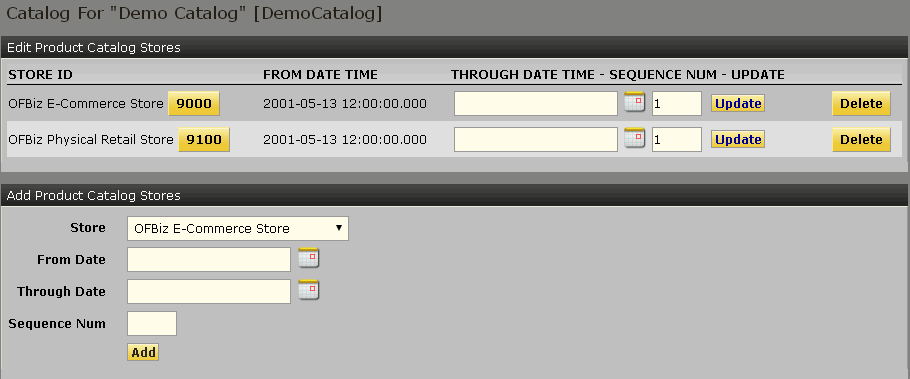 Catalog For "Demo Catalog" [DemoCatalog]
Edit Product Catalog Stores
STORE ID FROM DATE TIME THROUGH DATE TIME - SEQUENCE NUM - UPDATE
OFBiz E-Commerce Store 9000 2001-05-13 12:00:00.000 1 Update Delete
OFBiz Physical Retail Store 9100 2001-05-13 12:00:00.000 1 Update Delete
Add Product Catalog Stores
Store OFBiz E-Commerce Store
From Date
Through Date
Sequence Num
Add